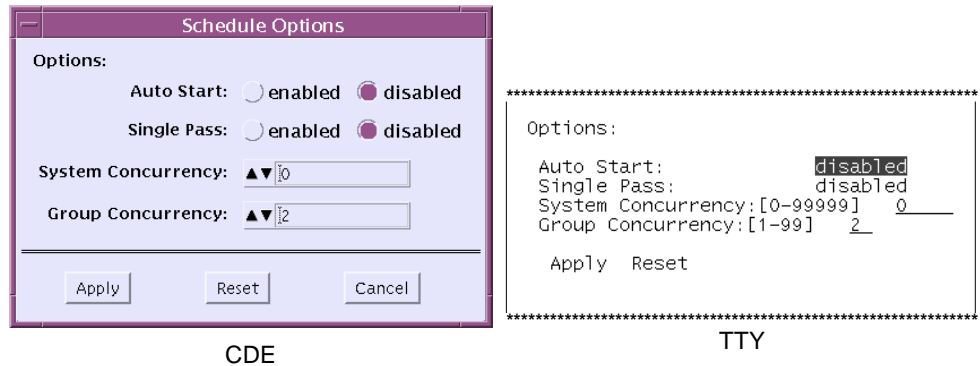 Schedule Options
Options:
Auto Start: enabled disabled
Single Pass: enabled disabled
System Concurrency: 0
Group Concurrency: 2
Apply Reset Cancel
CDE
********************************************************************
Options:
Auto Start: disabled
Single Pass: disabled
System Concurrency:[0-99999] 0
Group Concurrency:[1-99] 2
Apply Reset
********************************************************************
TTY